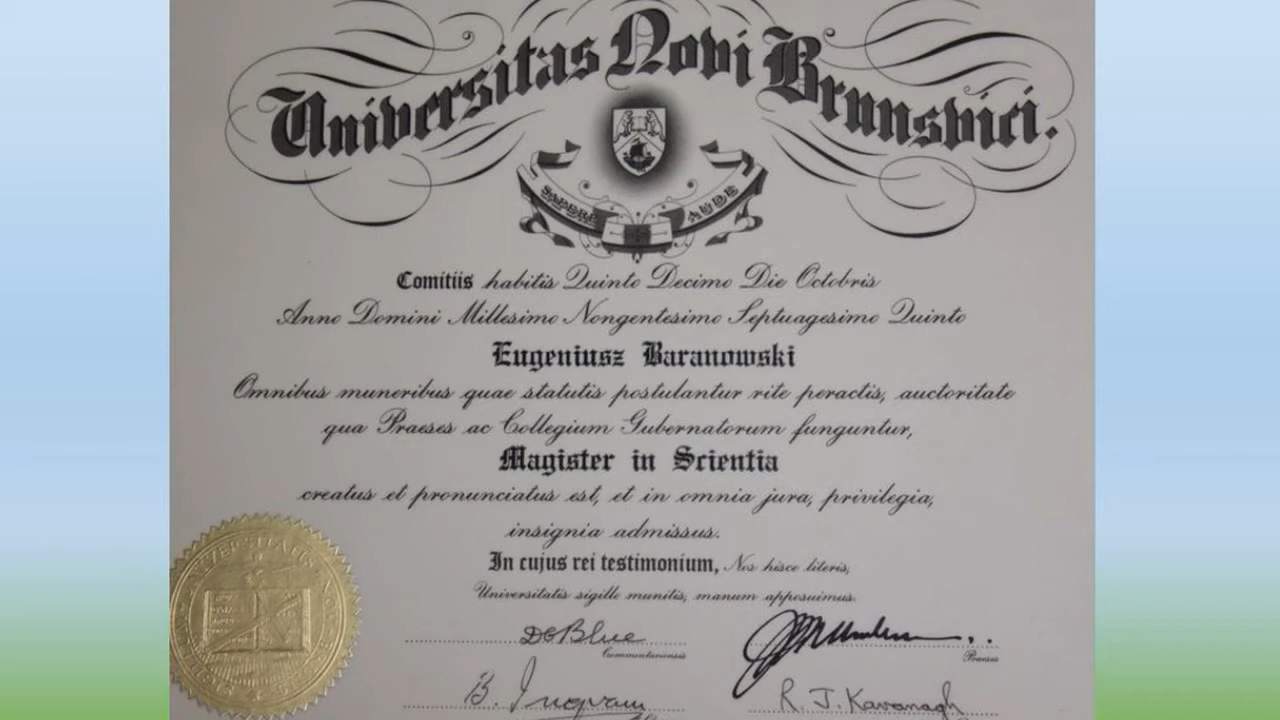 Universitas Novi Brunsvici.
SAPERE AUDE
Comitiis habitis Quinto Decimo Die Octobris
Anno Domini Millesimo Nongentesimo Septuagesimo Quinto
Eugeniusz Baranowski
Omnibus muneribus quae statutis postulantur rite peractis, auctoritate
qua Praeses ac Collegium Gubernatorum funguntur,
Magister in Scientia
creatus et pronunciatus est, et in omnia jura, privilegia,
insignia admissus.
In cujus rei testimonium, Nos hisce literis,
Universitatis sigillo munitis, manum apposuimus.
DC Blue
Commentariensis
Praeses
B. Ingram
R. J. Kavanagh